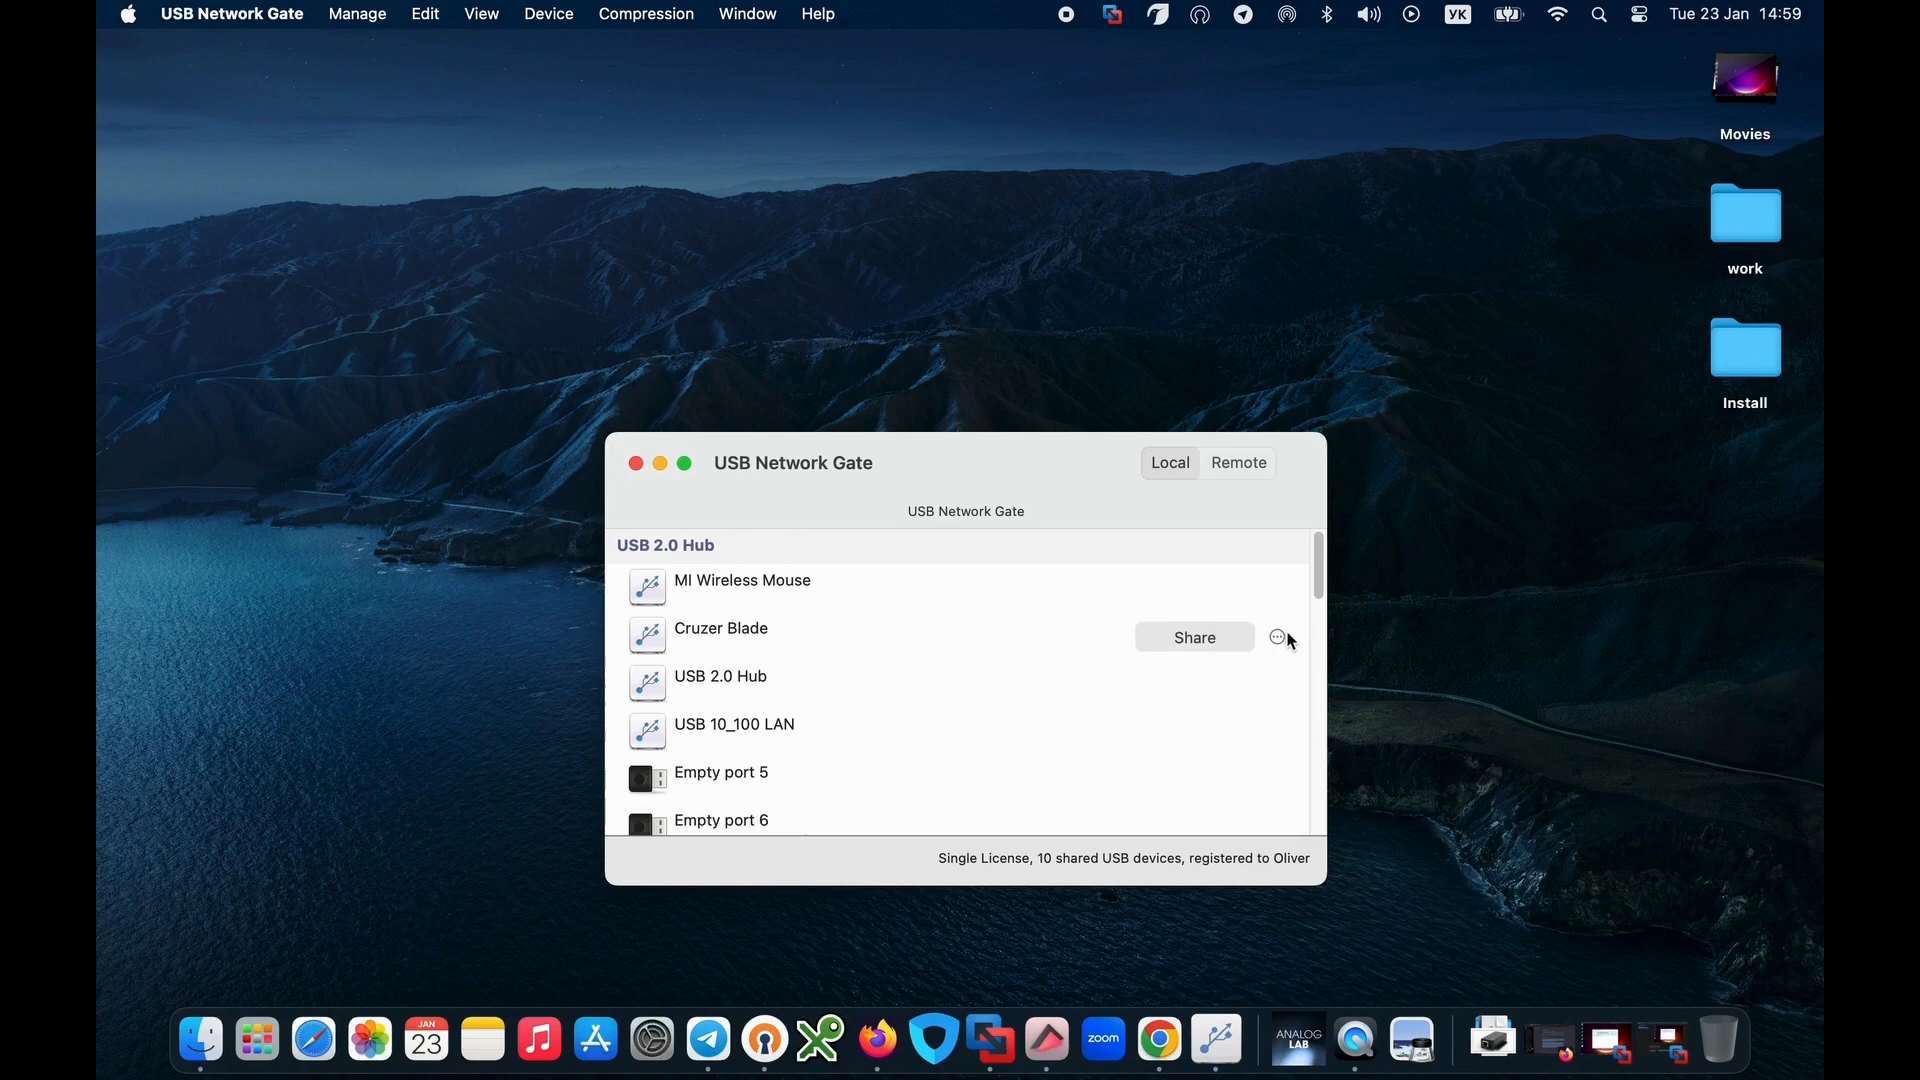 USB Network Gate Manage Edit View Device Compression Window Help УК Tue 23 Jan 14:59
Movies
work
Install
USB Network Gate Local Remote
USB Network Gate
USB 2.0 Hub
MI Wireless Mouse
Cruzer Blade Share
USB 2.0 Hub
USB 10_100 LAN
Empty port 5
Empty port 6
Single License, 10 shared USB devices, registered to Oliver
JAN
23
zoom
ANALOG
LAB